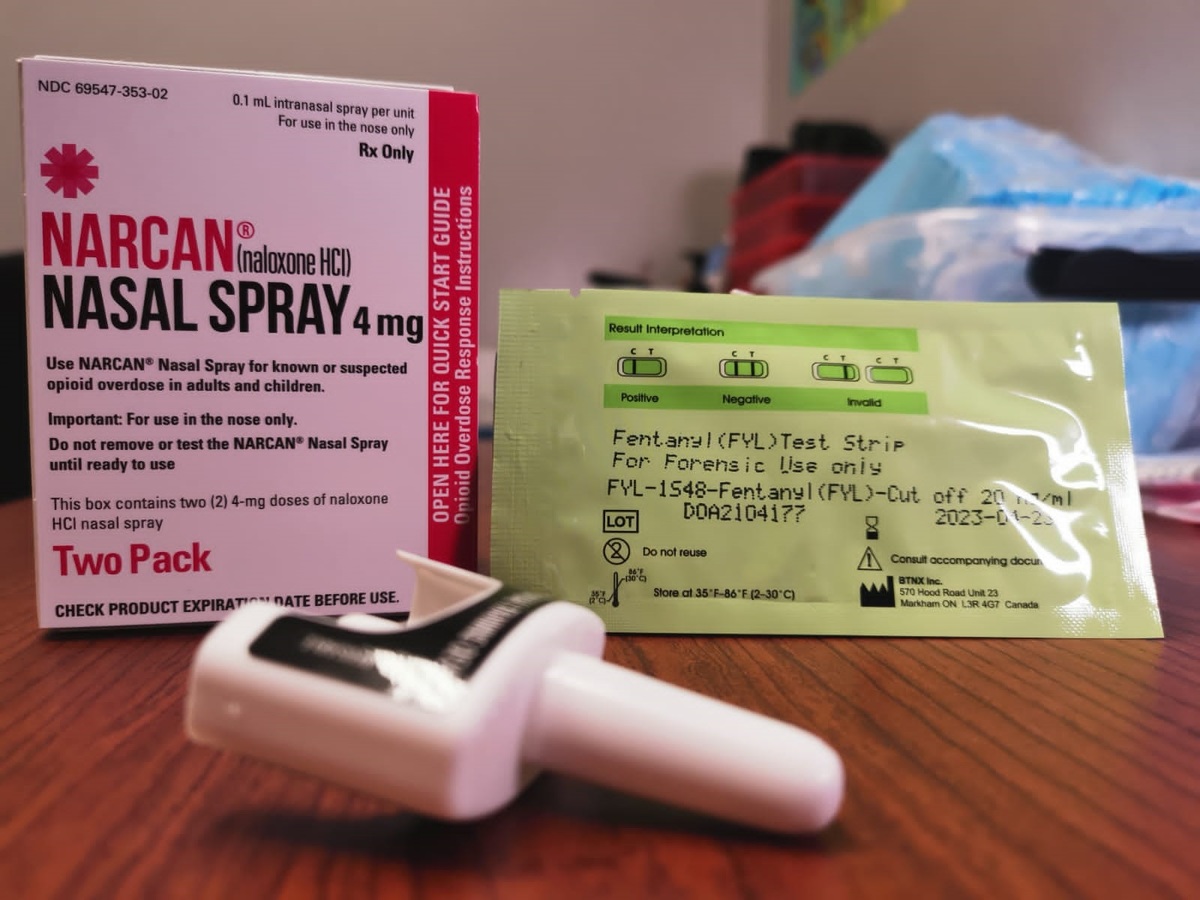 NDC 69547-353-02
0.1 mL intranasal spray per unit
For use in the nose only
Rx Only
NARCAN®
(naloxone HCl)
NASAL SPRAY 4 mg
Use NARCAN® Nasal Spray for known or suspected
opioid overdose in adults and children.
Important: For use in the nose only.
Do not remove or test the NARCAN® Nasal Spray
until ready to use
This box contains two (2) 4-mg doses of naloxone
HCl nasal spray
Two Pack
CHECK PRODUCT EXPIRATION DATE BEFORE USE.
OPEN HERE FOR QUICK START GUIDE
Opioid Overdose Response Instructions
Result Interpretation
C T C T C T C T
Positive Negative Invalid
Fentanyl(FYL)Test Strip
For Forensic Use only
FYL-1S48-Fentanyl(FYL)-Cut off 20 ng/ml
LOT DOA2104177
Do not reuse
Consult accompanying
86°F
(30°C)
35°F
(2°C)
Store at 35°F-86°F (2-30°C)
BTNX Inc.
570 Hood Road Unit 23
Markham ON L3R 4G7 Canada